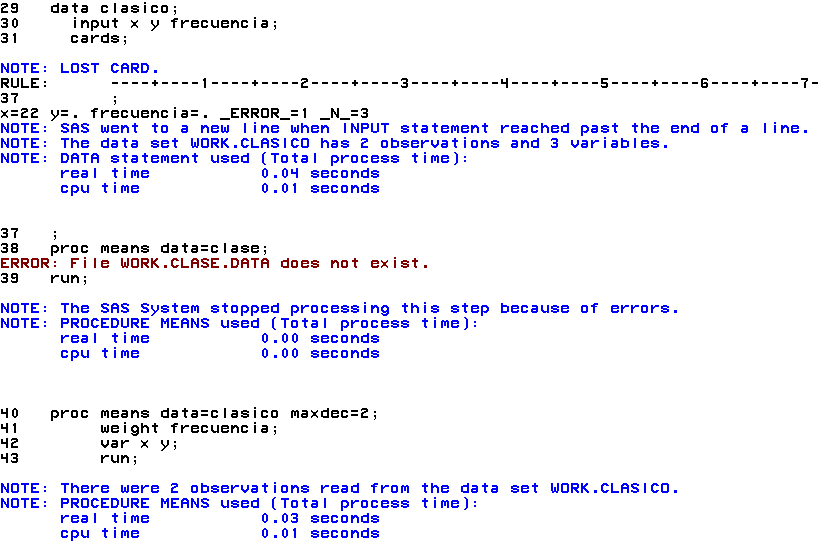 29   data clasico;
30     input x y frecuencia;
31     cards;
NOTE: LOST CARD.
RULE:      ----+----1----+----2----+----3----+----4----+----5----+----6----+----7-
37         ;
x=22 y=. frecuencia=. _ERROR_=1 _N_=3
NOTE: SAS went to a new line when INPUT statement reached past the end of a line.
NOTE: The data set WORK.CLASICO has 2 observations and 3 variables.
NOTE: DATA statement used (Total process time):
      real time           0.04 seconds
      cpu time            0.01 seconds
37   ;
38   proc means data=clase;
ERROR: File WORK.CLASE.DATA does not exist.
39   run;
NOTE: The SAS System stopped processing this step because of errors.
NOTE: PROCEDURE MEANS used (Total process time):
      real time           0.00 seconds
      cpu time            0.00 seconds
40   proc means data=clasico maxdec=2;
41        weight frecuencia;
42        var x y;
43        run;
NOTE: There were 2 observations read from the data set WORK.CLASICO.
NOTE: PROCEDURE MEANS used (Total process time):
      real time           0.03 seconds
      cpu time            0.01 seconds